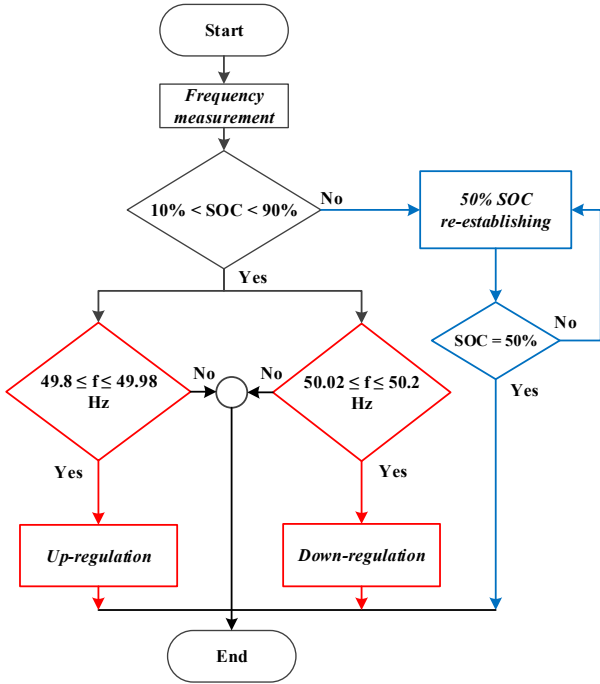 Start
Frequency
measurement
10% < SOC < 90%
No
50% SOC
re-establishing
Yes
SOC = 50%
No
49.8 ≤ f ≤ 49.98
Hz
No
No
50.02 ≤ f ≤ 50.2
Hz
Yes
Yes
Yes
Up-regulation
Down-regulation
End